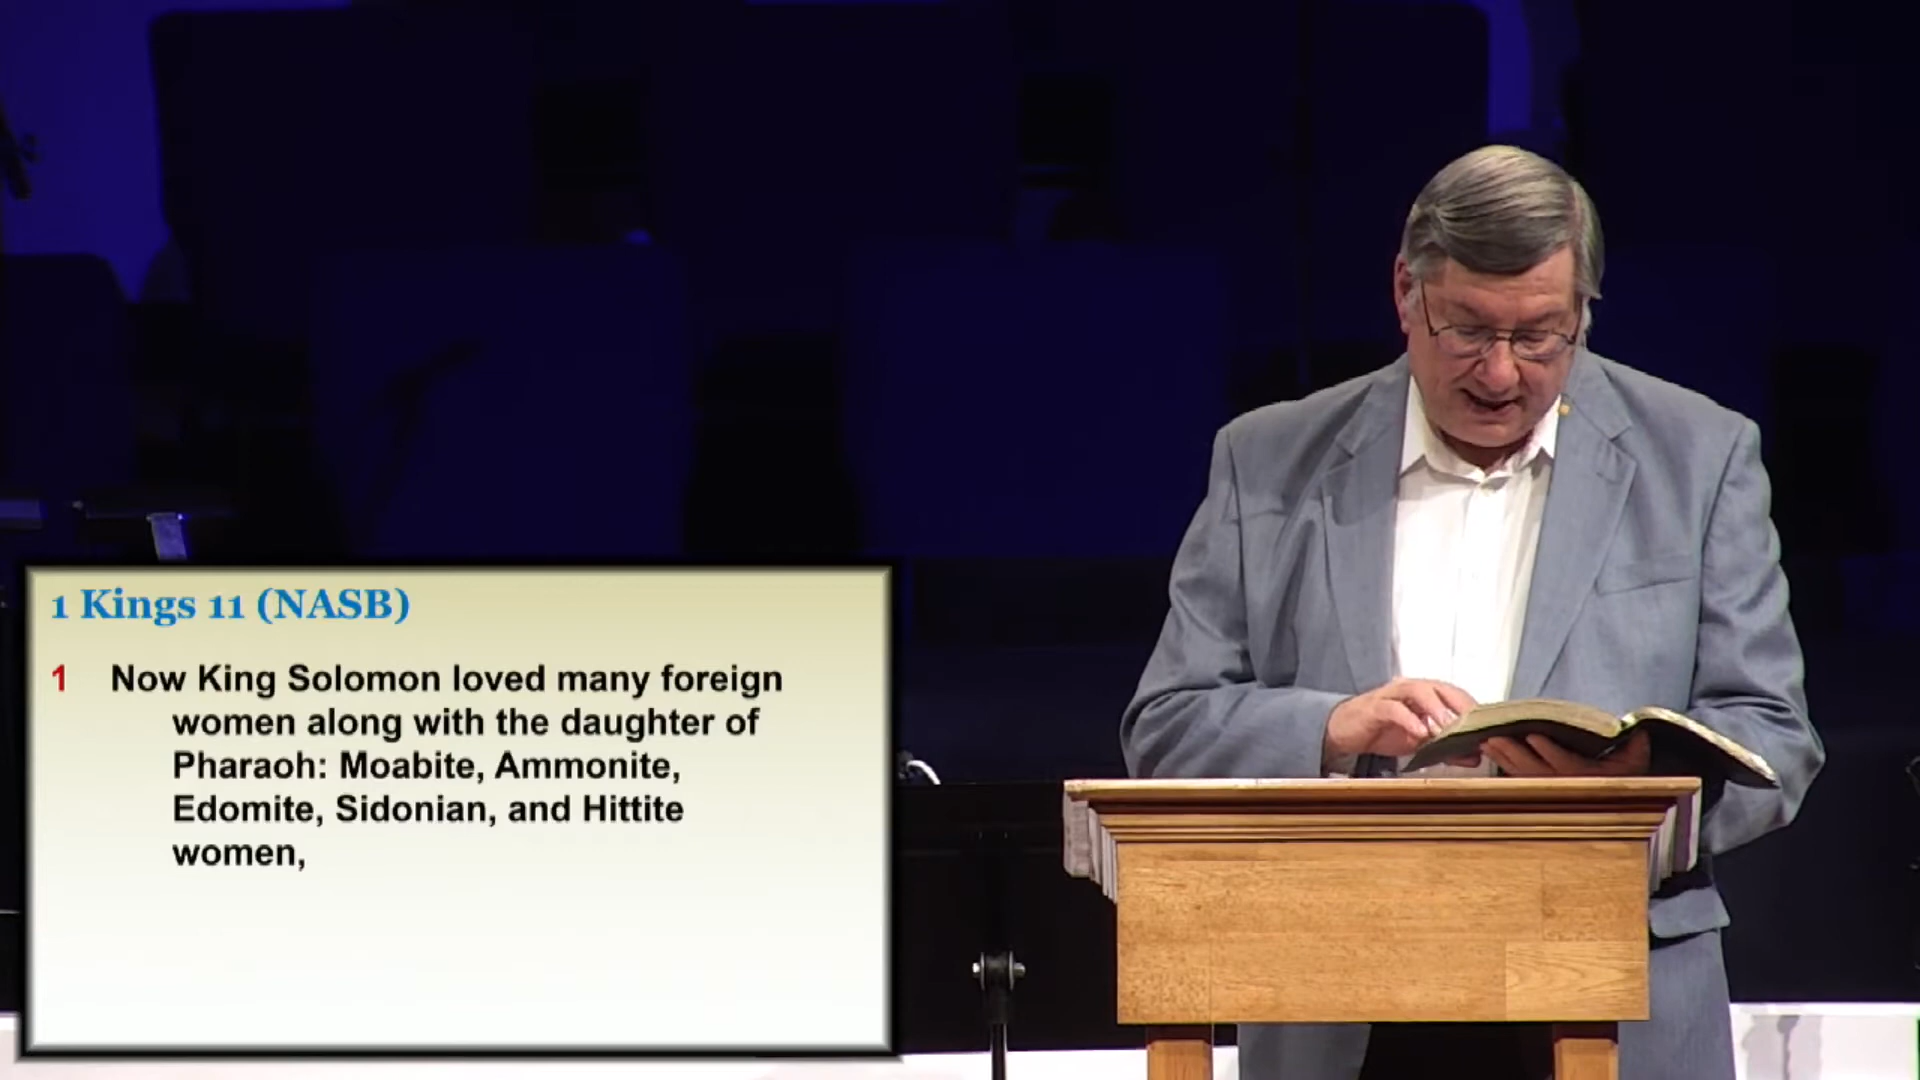 1 Kings 11 (NASB)
1 Now King Solomon loved many foreign
women along with the daughter of
Pharaoh: Moabite, Ammonite,
Edomite, Sidonian, and Hittite
women,